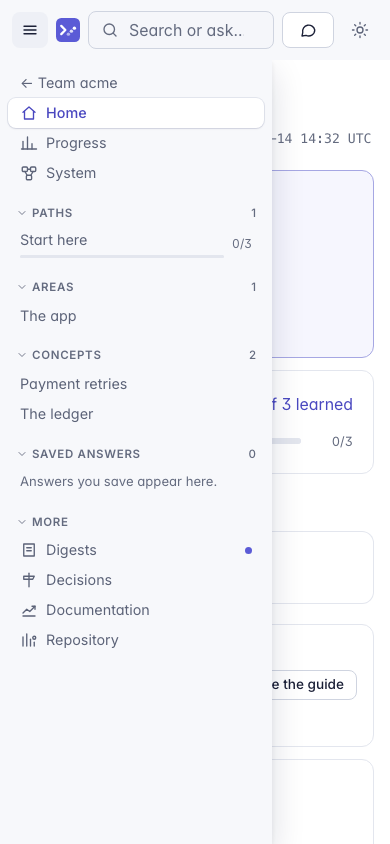 Search or ask..
← Team acme
Home
Progress
-14 14:32 UTC
System
PATHS 1
Start here 0/3
AREAS 1
The app
CONCEPTS 2
Payment retries
f 3 learned
The ledger
0/3
SAVED ANSWERS 0
Answers you save appear here.
MORE
Digests
Decisions
Documentation
Repository
e the guide